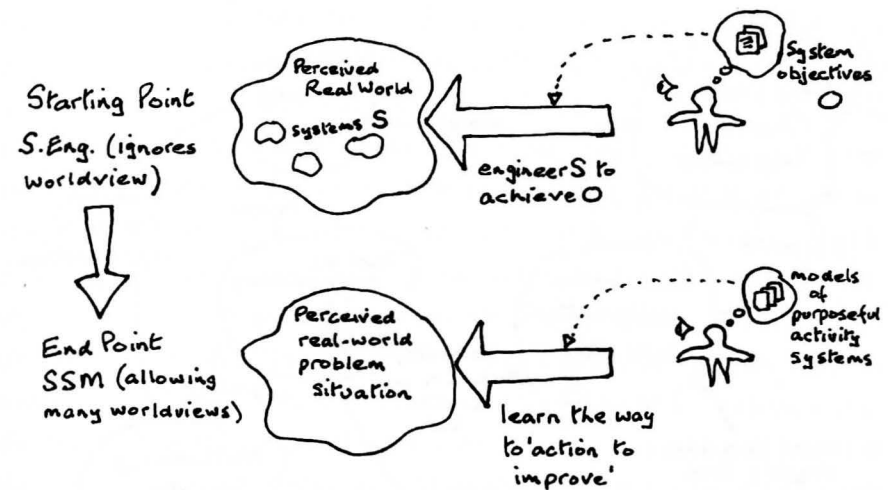 Starting Point
S.Eng. (ignores
worldview)
Perceived
Real World
systems S
engineer S to
achieve O
System
objectives
O
End Point
SSM (allowing
many worldviews)
Perceived
real-world
problem
situation
learn the way
to 'action to
improve'
models
of
purposeful
activity
systems